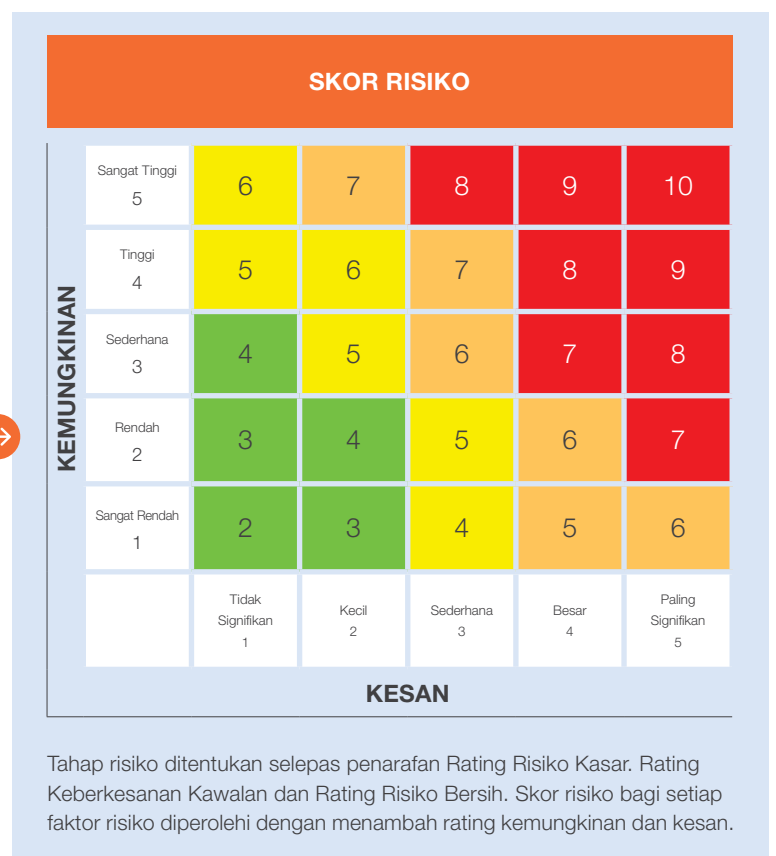 SKOR RISIKO
KEMUNGKINAN
Sangat Tinggi
5
6
7
8
9
10
Tinggi
4
5
6
7
8
9
Sederhana
3
4
5
6
7
8
Rendah
2
3
4
5
6
7
Sangat Rendah
1
2
3
4
5
6
Tidak
Signifikan
1
Kecil
2
Sederhana
3
Besar
4
Paling
Signifikan
5
KESAN
Tahap risiko ditentukan selepas penarafan Rating Risiko Kasar. Rating
Keberkesanan Kawalan dan Rating Risiko Bersih. Skor risiko bagi setiap
faktor risiko diperolehi dengan menambah rating kemungkinan dan kesan.